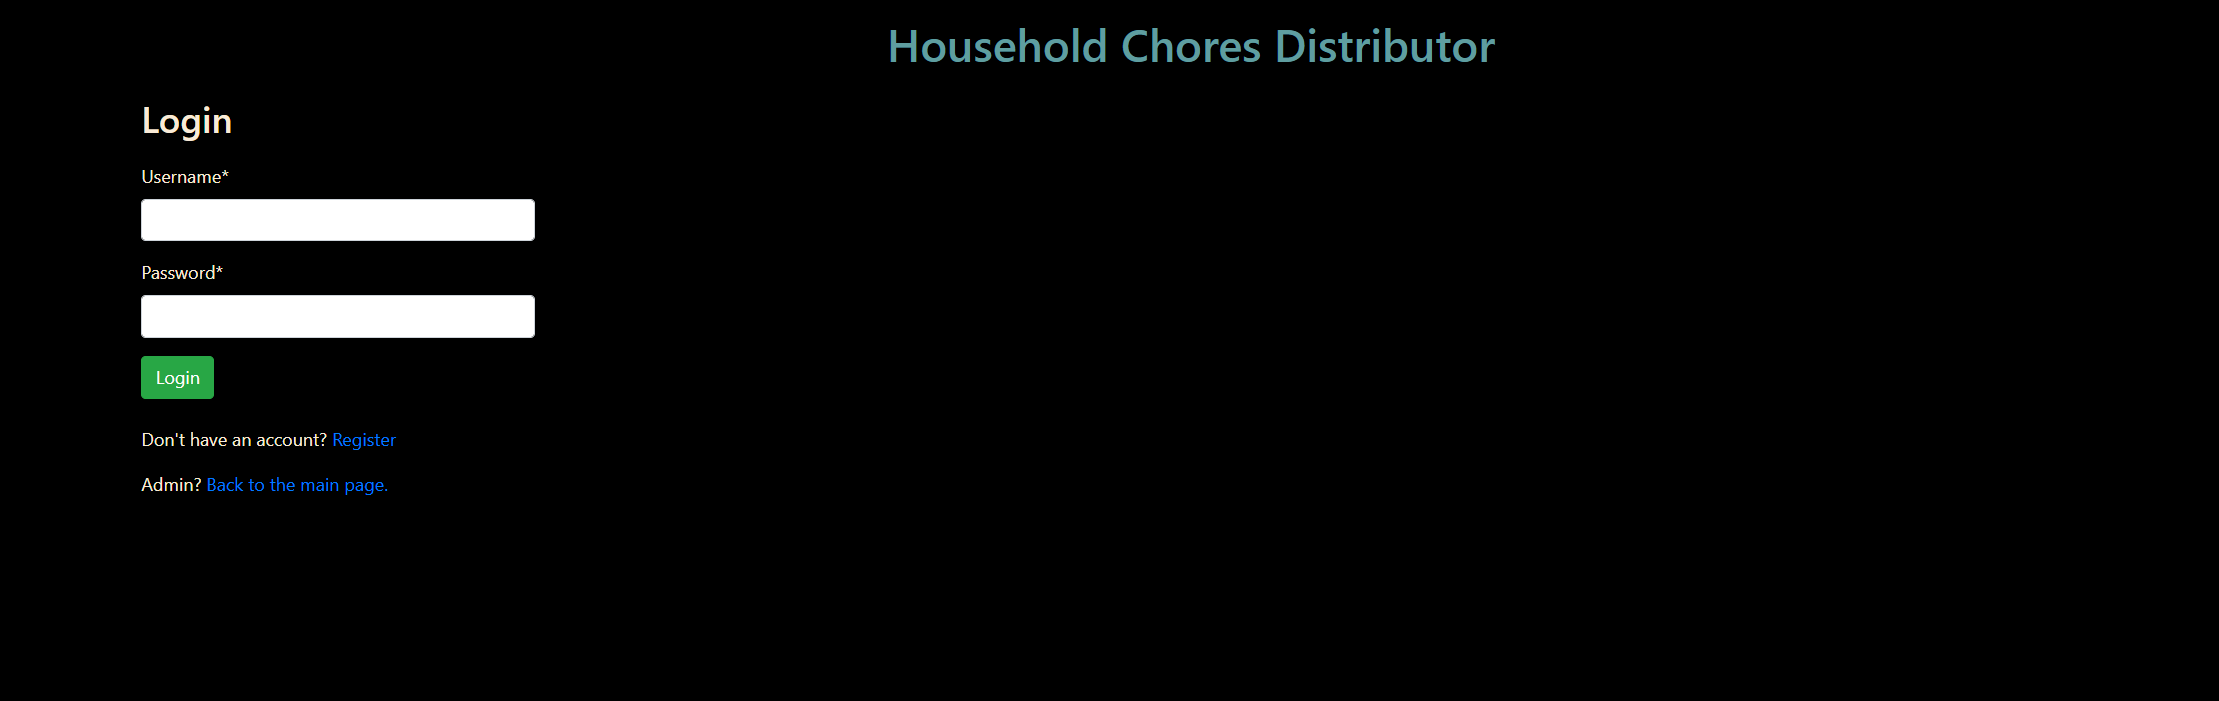 Household Chores Distributor
Login
Username*
Password*
Login
Don't have an account? Register
Admin? Back to the main page.